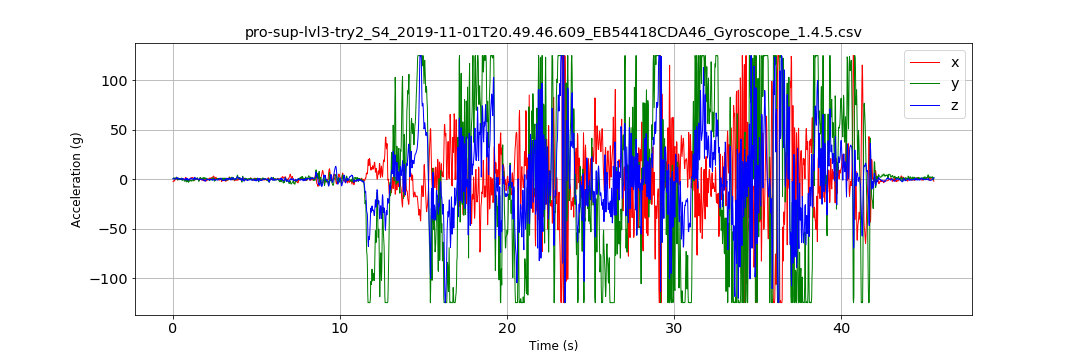 pro-sup-lvl3-try2_S4_2019-11-01T20.49.46.609_EB54418CDA46_Gyroscope_1.4.5.csv
x
y
z
100
50
0
−50
−100
Acceleration (g)
0 10 20 30 40
Time (s)